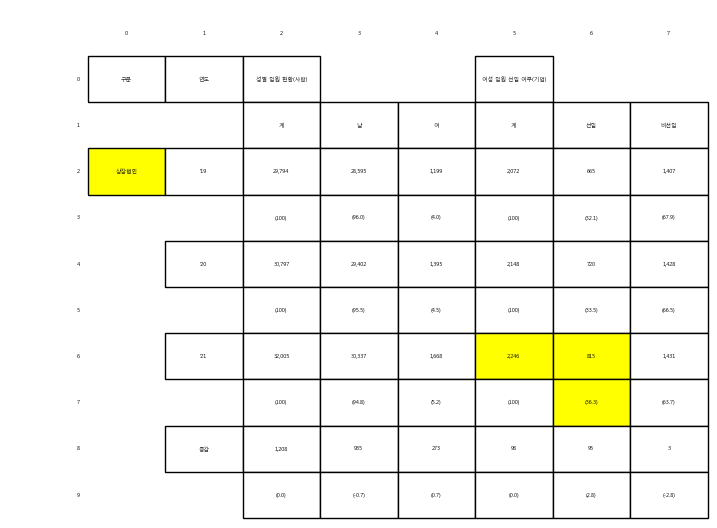 0 1 2 3 4 5 6 7
0 구분 연도 성별 임원 현황(사람) 여성 임원 선임 여부(기업)
1 계 남 여 계 선임 비선임
2 상장법인 '19 29,794 28,595 1,199 2,072 665 1,407
3 (100) (96.0) (4.0) (100) (32.1) (67.9)
4 '20 30,797 29,402 1,395 2,148 720 1,428
5 (100) (95.5) (4.5) (100) (33.5) (66.5)
6 '21 32,005 30,337 1,668 2,246 815 1,431
7 (100) (94.8) (5.2) (100) (36.3) (63.7)
8 증감 1,208 935 273 98 95 3
9 (0.0) (-0.7) (0.7) (0.0) (2.8) (-2.8)